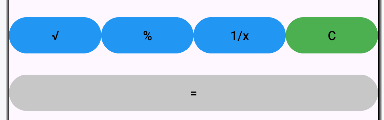 √ % 1/x C
=